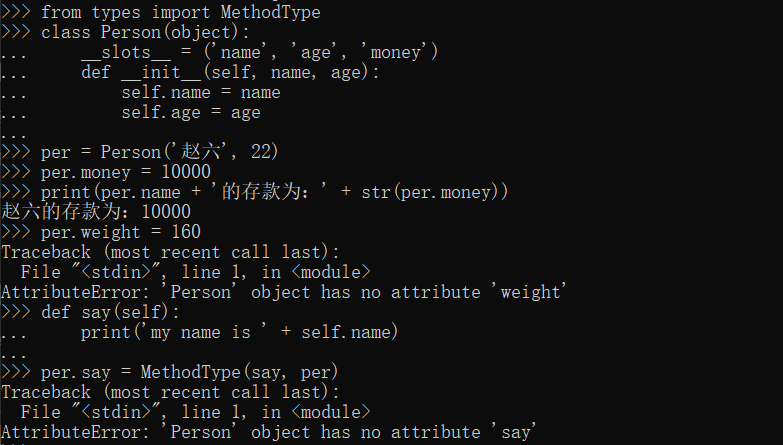 >>> from types import MethodType
>>> class Person(object):
...     __slots__ = ('name', 'age', 'money')
...     def __init__(self, name, age):
...         self.name = name
...         self.age = age
...
>>> per = Person('赵六', 22)
>>> per.money = 10000
>>> print(per.name + '的存款为：' + str(per.money))
赵六的存款为：10000
>>> per.weight = 160
Traceback (most recent call last):
  File "<stdin>", line 1, in <module>
AttributeError: 'Person' object has no attribute 'weight'
>>> def say(self):
...     print('my name is ' + self.name)
...
>>> per.say = MethodType(say, per)
Traceback (most recent call last):
  File "<stdin>", line 1, in <module>
AttributeError: 'Person' object has no attribute 'say'